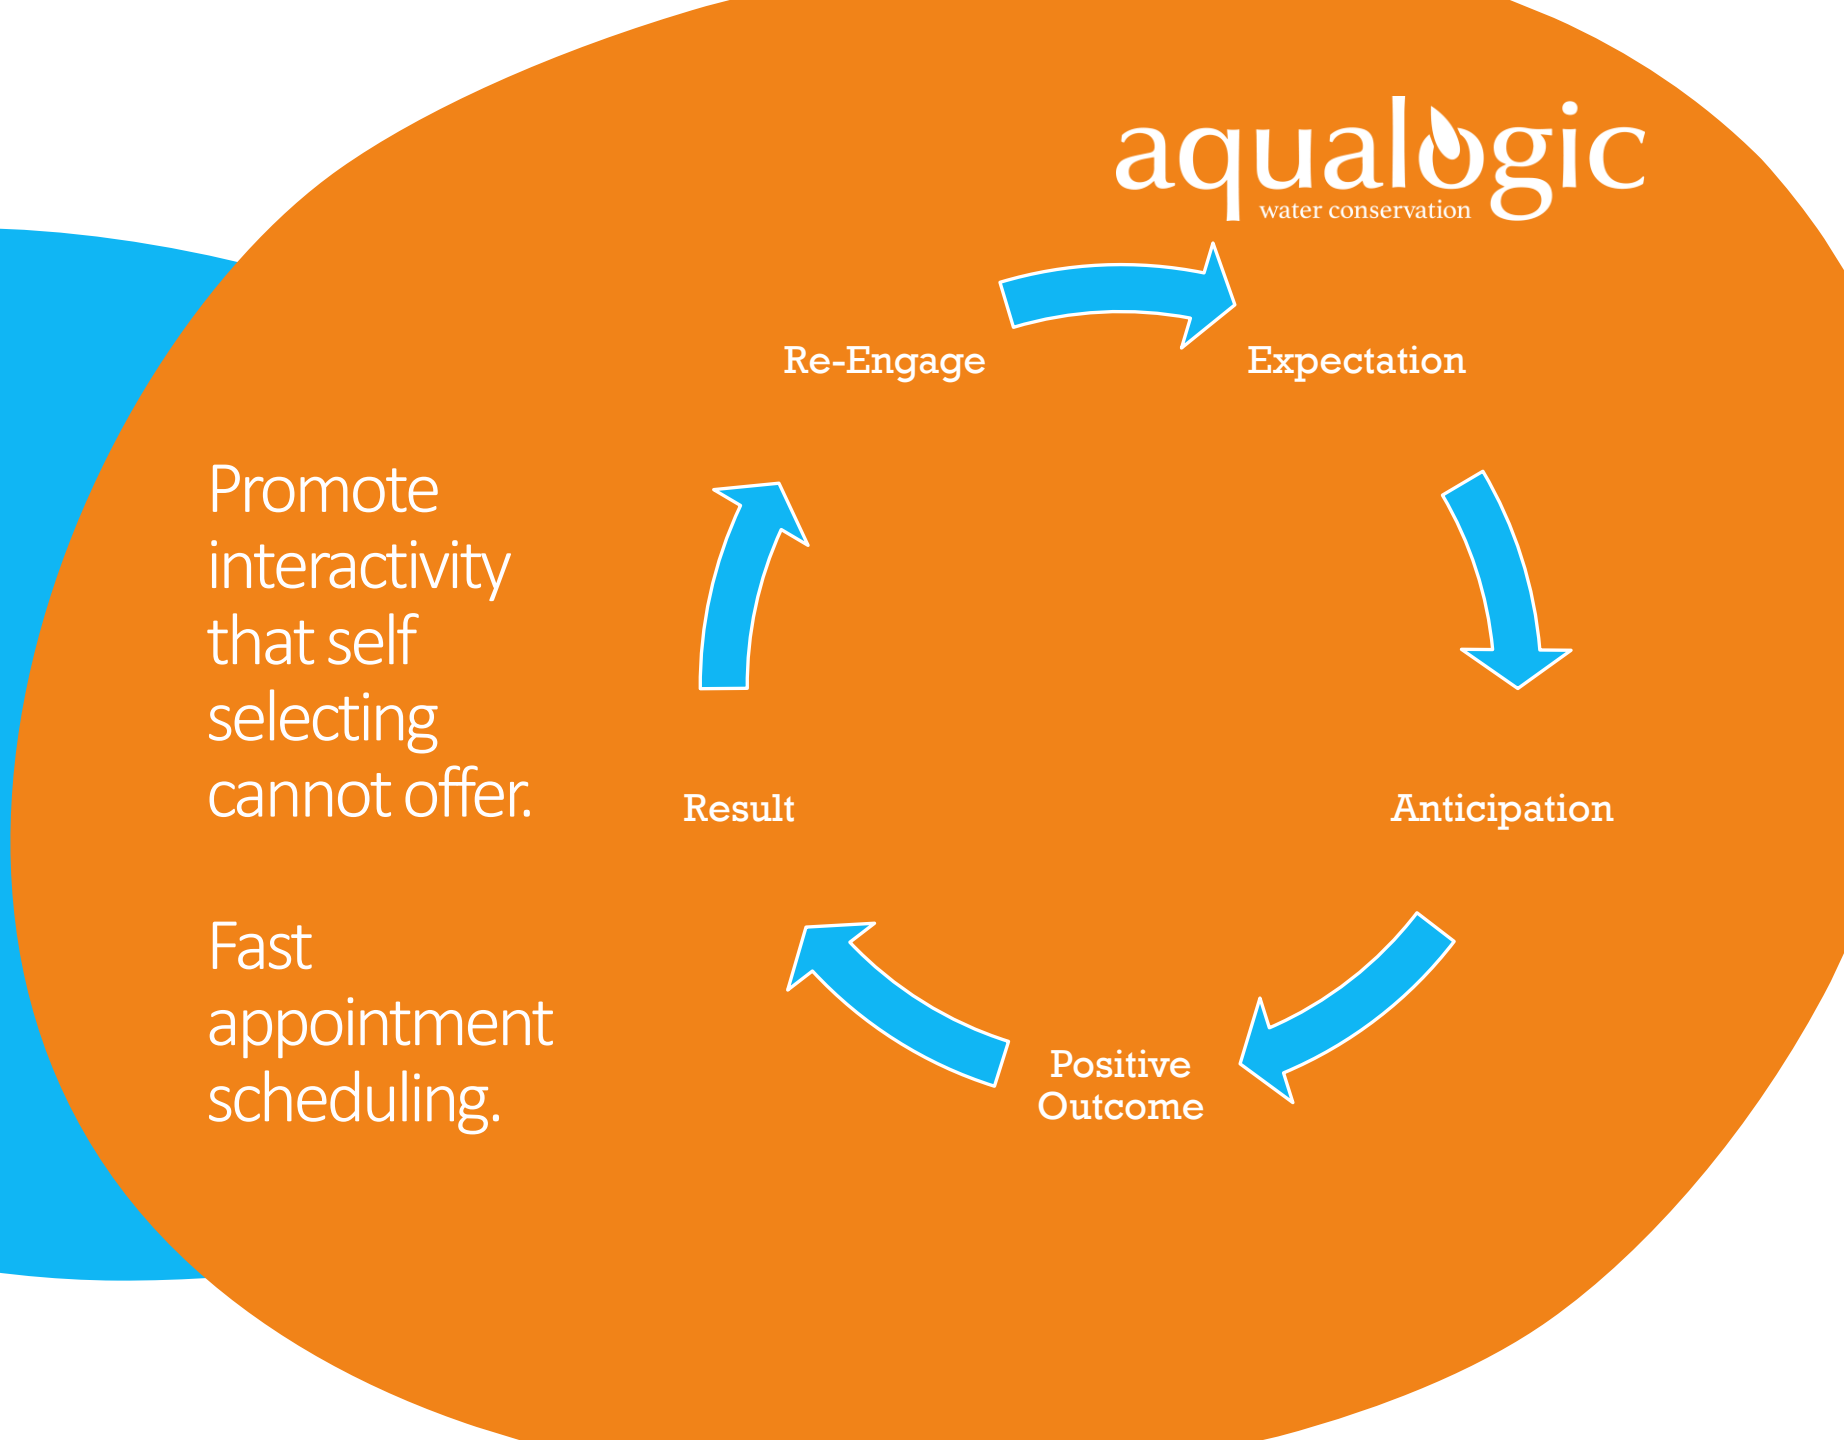 aqualogic
water conservation
Re-Engage
Expectation
Promote
interactivity
that self
selecting
cannot offer.
Result
Anticipation
Fast
appointment
scheduling.
Positive
Outcome